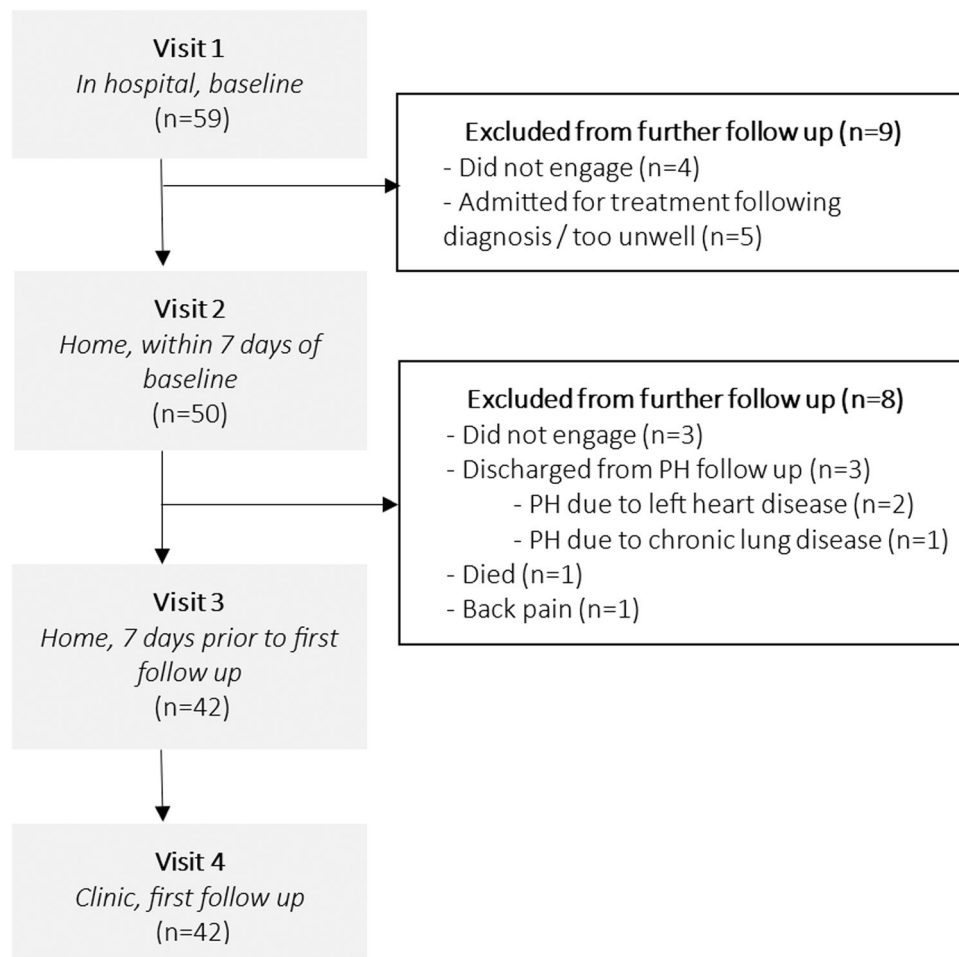 Visit 1
In hospital, baseline
(n=59)
Excluded from further follow up (n=9)
- Did not engage (n=4)
- Admitted for treatment following
diagnosis / too unwell (n=5)
Visit 2
Home, within 7 days of
baseline
(n=50)
Excluded from further follow up (n=8)
- Did not engage (n=3)
- Discharged from PH follow up (n=3)
- PH due to left heart disease (n=2)
- PH due to chronic lung disease (n=1)
- Died (n=1)
- Back pain (n=1)
Visit 3
Home, 7 days prior to first
follow up
(n=42)
Visit 4
Clinic, first follow up
(n=42)